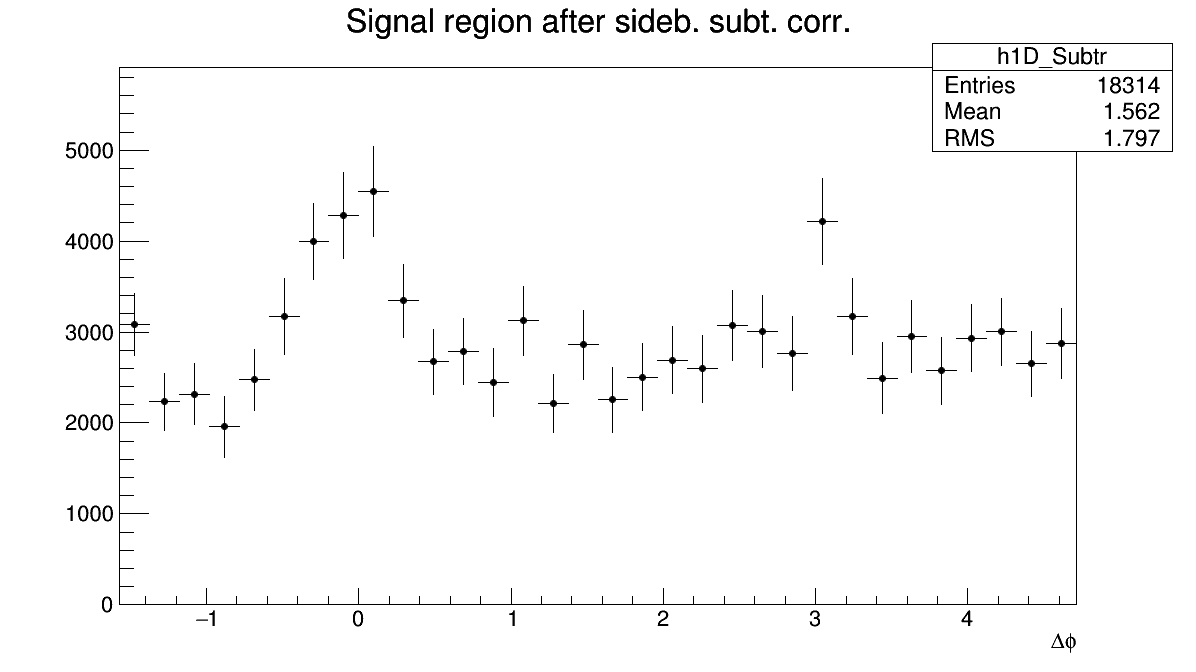 Signal region after sideb. subt. corr.
h1D_Subtr
Entries 18314
Mean 1.562
RMS 1.797
5000
4000
3000
2000
1000
0
−1 0 1 2 3 4
Δϕ